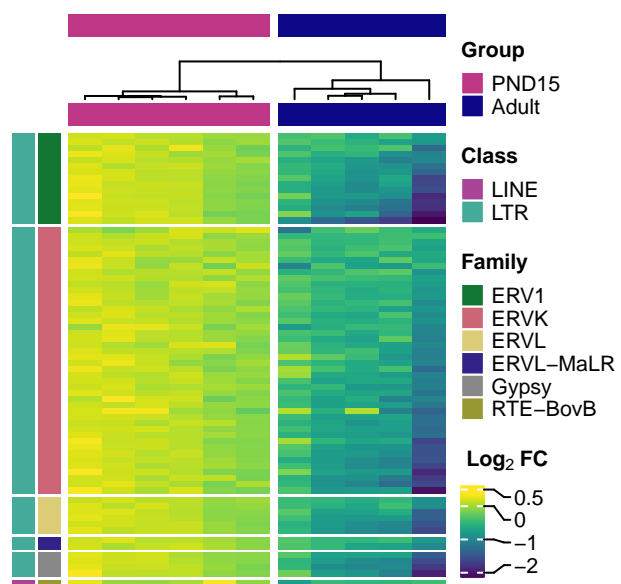 Group
PND15
Adult
Class
LINE
LTR
Family
ERV1
ERVK
ERVL
ERVL−MaLR
Gypsy
RTE−BovB
Log₂ FC
0.5
0
−1
−2